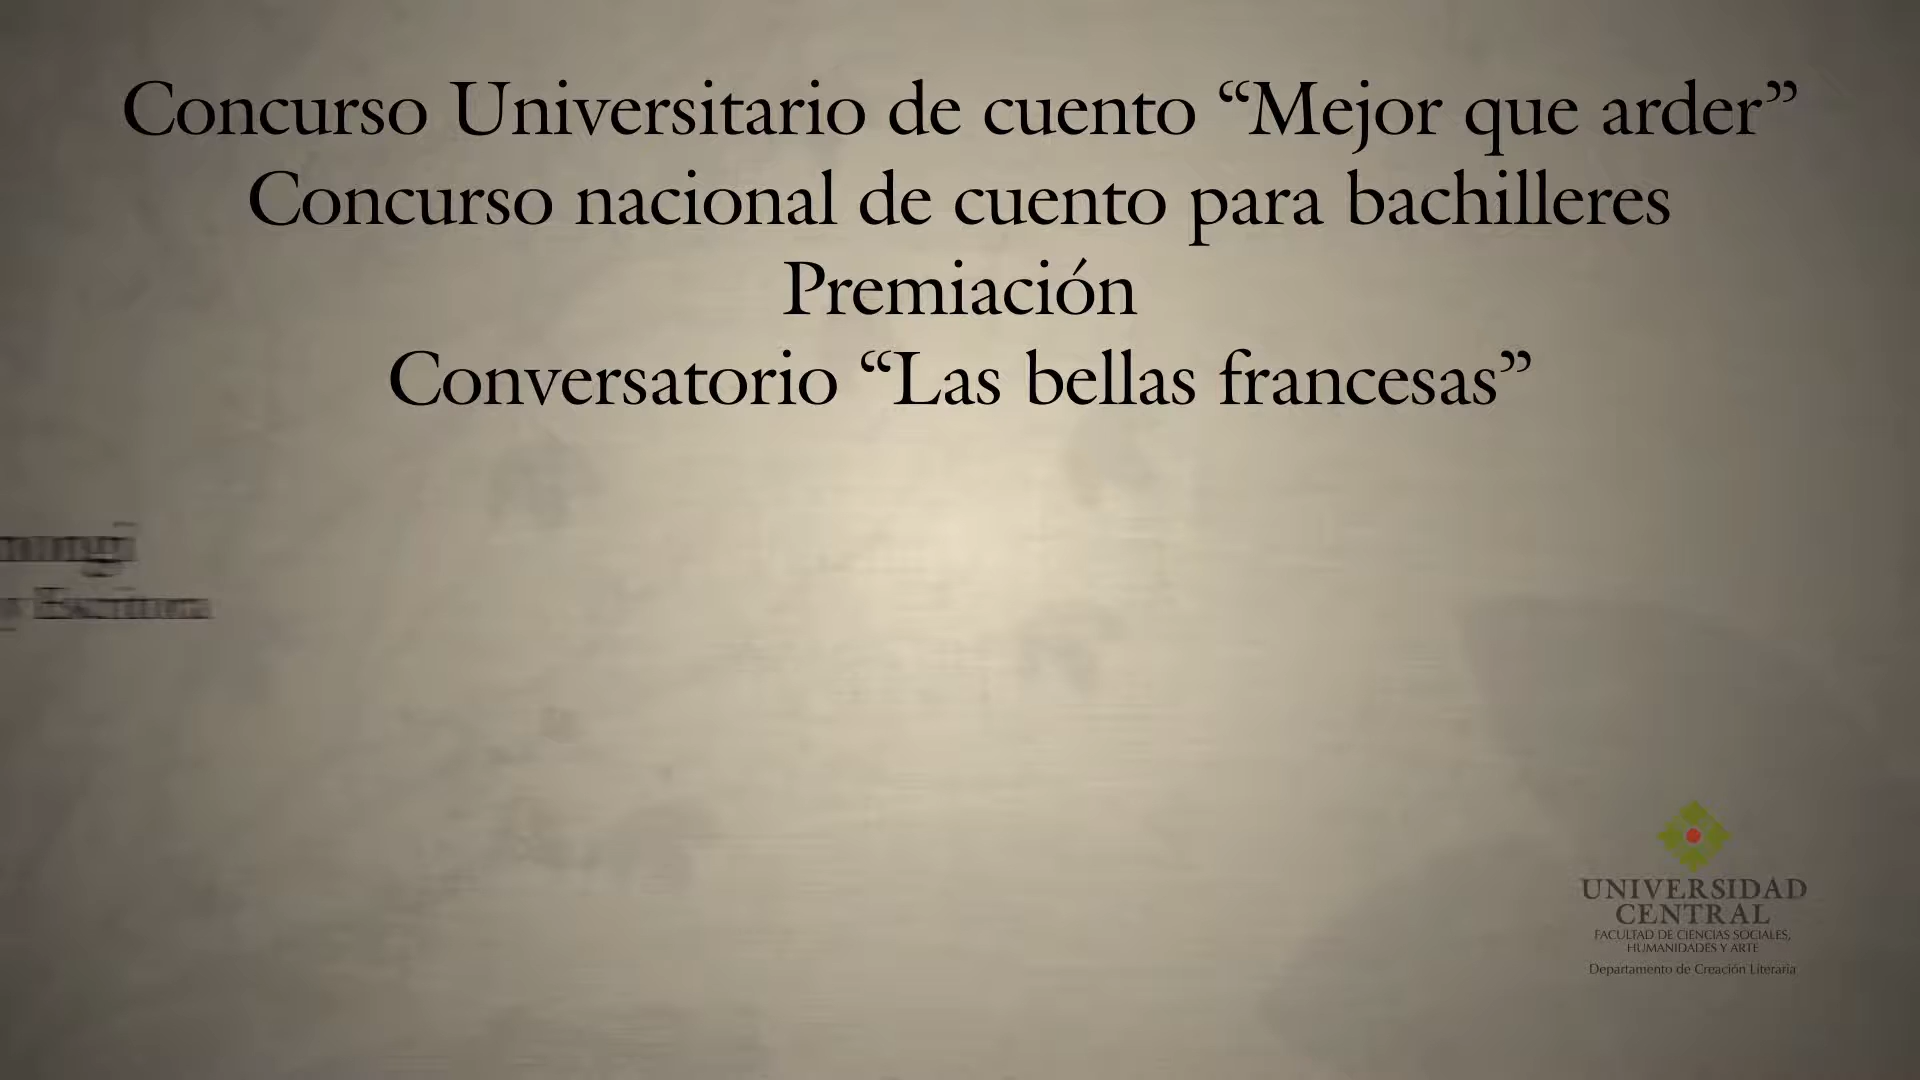 Concurso Universitario de cuento “Mejor que arder”
Concurso nacional de cuento para bachilleres
Premiación
Conversatorio “Las bellas francesas”
y Escritora
UNIVERSIDAD
CENTRAL
FACULTAD DE CIENCIAS SOCIALES,
HUMANIDADES Y ARTE
Departamento de Creación Literaria